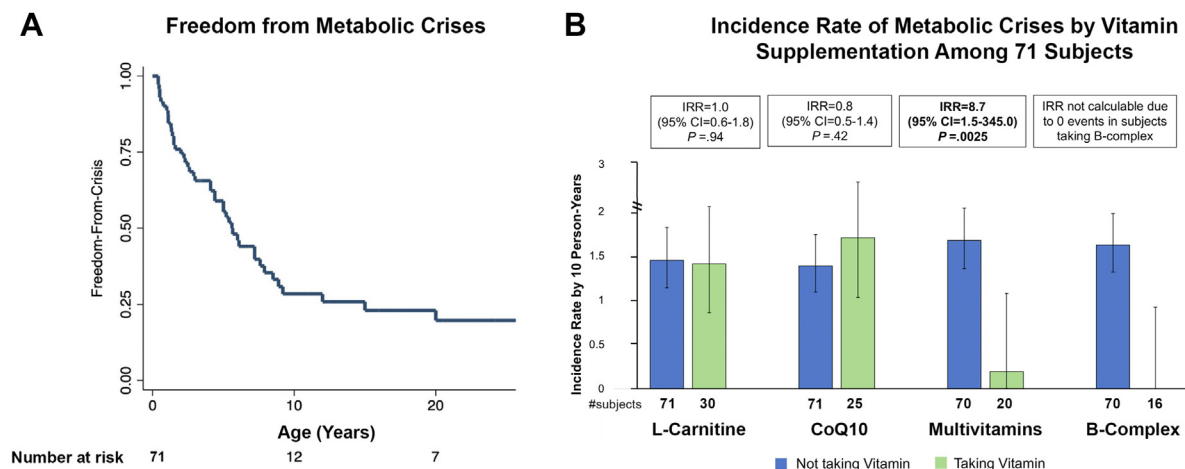 A
Freedom from Metabolic Crises
Freedom-From-Crisis
1.00
0.75
0.50
0.25
0.00
0 10 20
Age (Years)
Number at risk 71 12 7
B
Incidence Rate of Metabolic Crises by Vitamin
Supplementation Among 71 Subjects
IRR=1.0
(95% CI=0.6-1.8)
P =.94
IRR=0.8
(95% CI=0.5-1.4)
P =.42
IRR=8.7
(95% CI=1.5-345.0)
P =.0025
IRR not calculable due
to 0 events in subjects
taking B-complex
Incidence Rate by 10 Person-Years
3
2
1.5
1
0.5
0
#subjects 71 30 71 25 70 20 70 16
L-Carnitine CoQ10 Multivitamins B-Complex
Not taking Vitamin Taking Vitamin